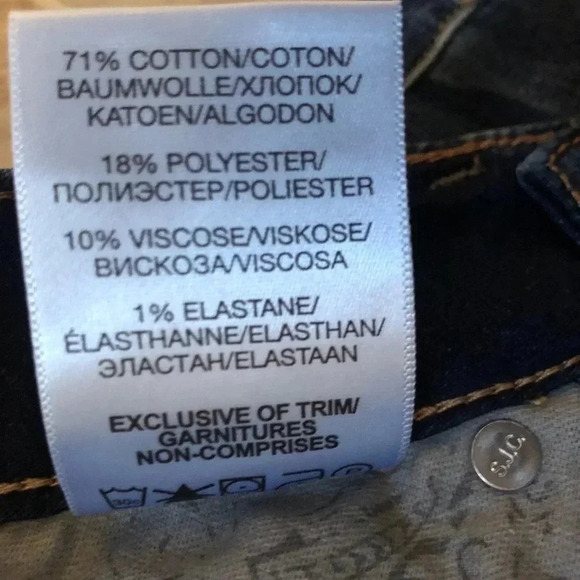 71% COTTON/COTON/
BAUMWOLLE/ХЛОПОК/
KATOEN/ALGODON
18% POLYESTER/
ПОЛИЭСТЕР/POLIESTER
10% VISCOSE/VISKOSE/
ВИСКОЗА/VISCOSA
1% ELASTANE/
ÉLASTHANNE/ELASTHAN/
ЭЛАСТАН/ELASTAAN
EXCLUSIVE OF TRIM/
GARNITURES
NON-COMPRISES
S.J.C.